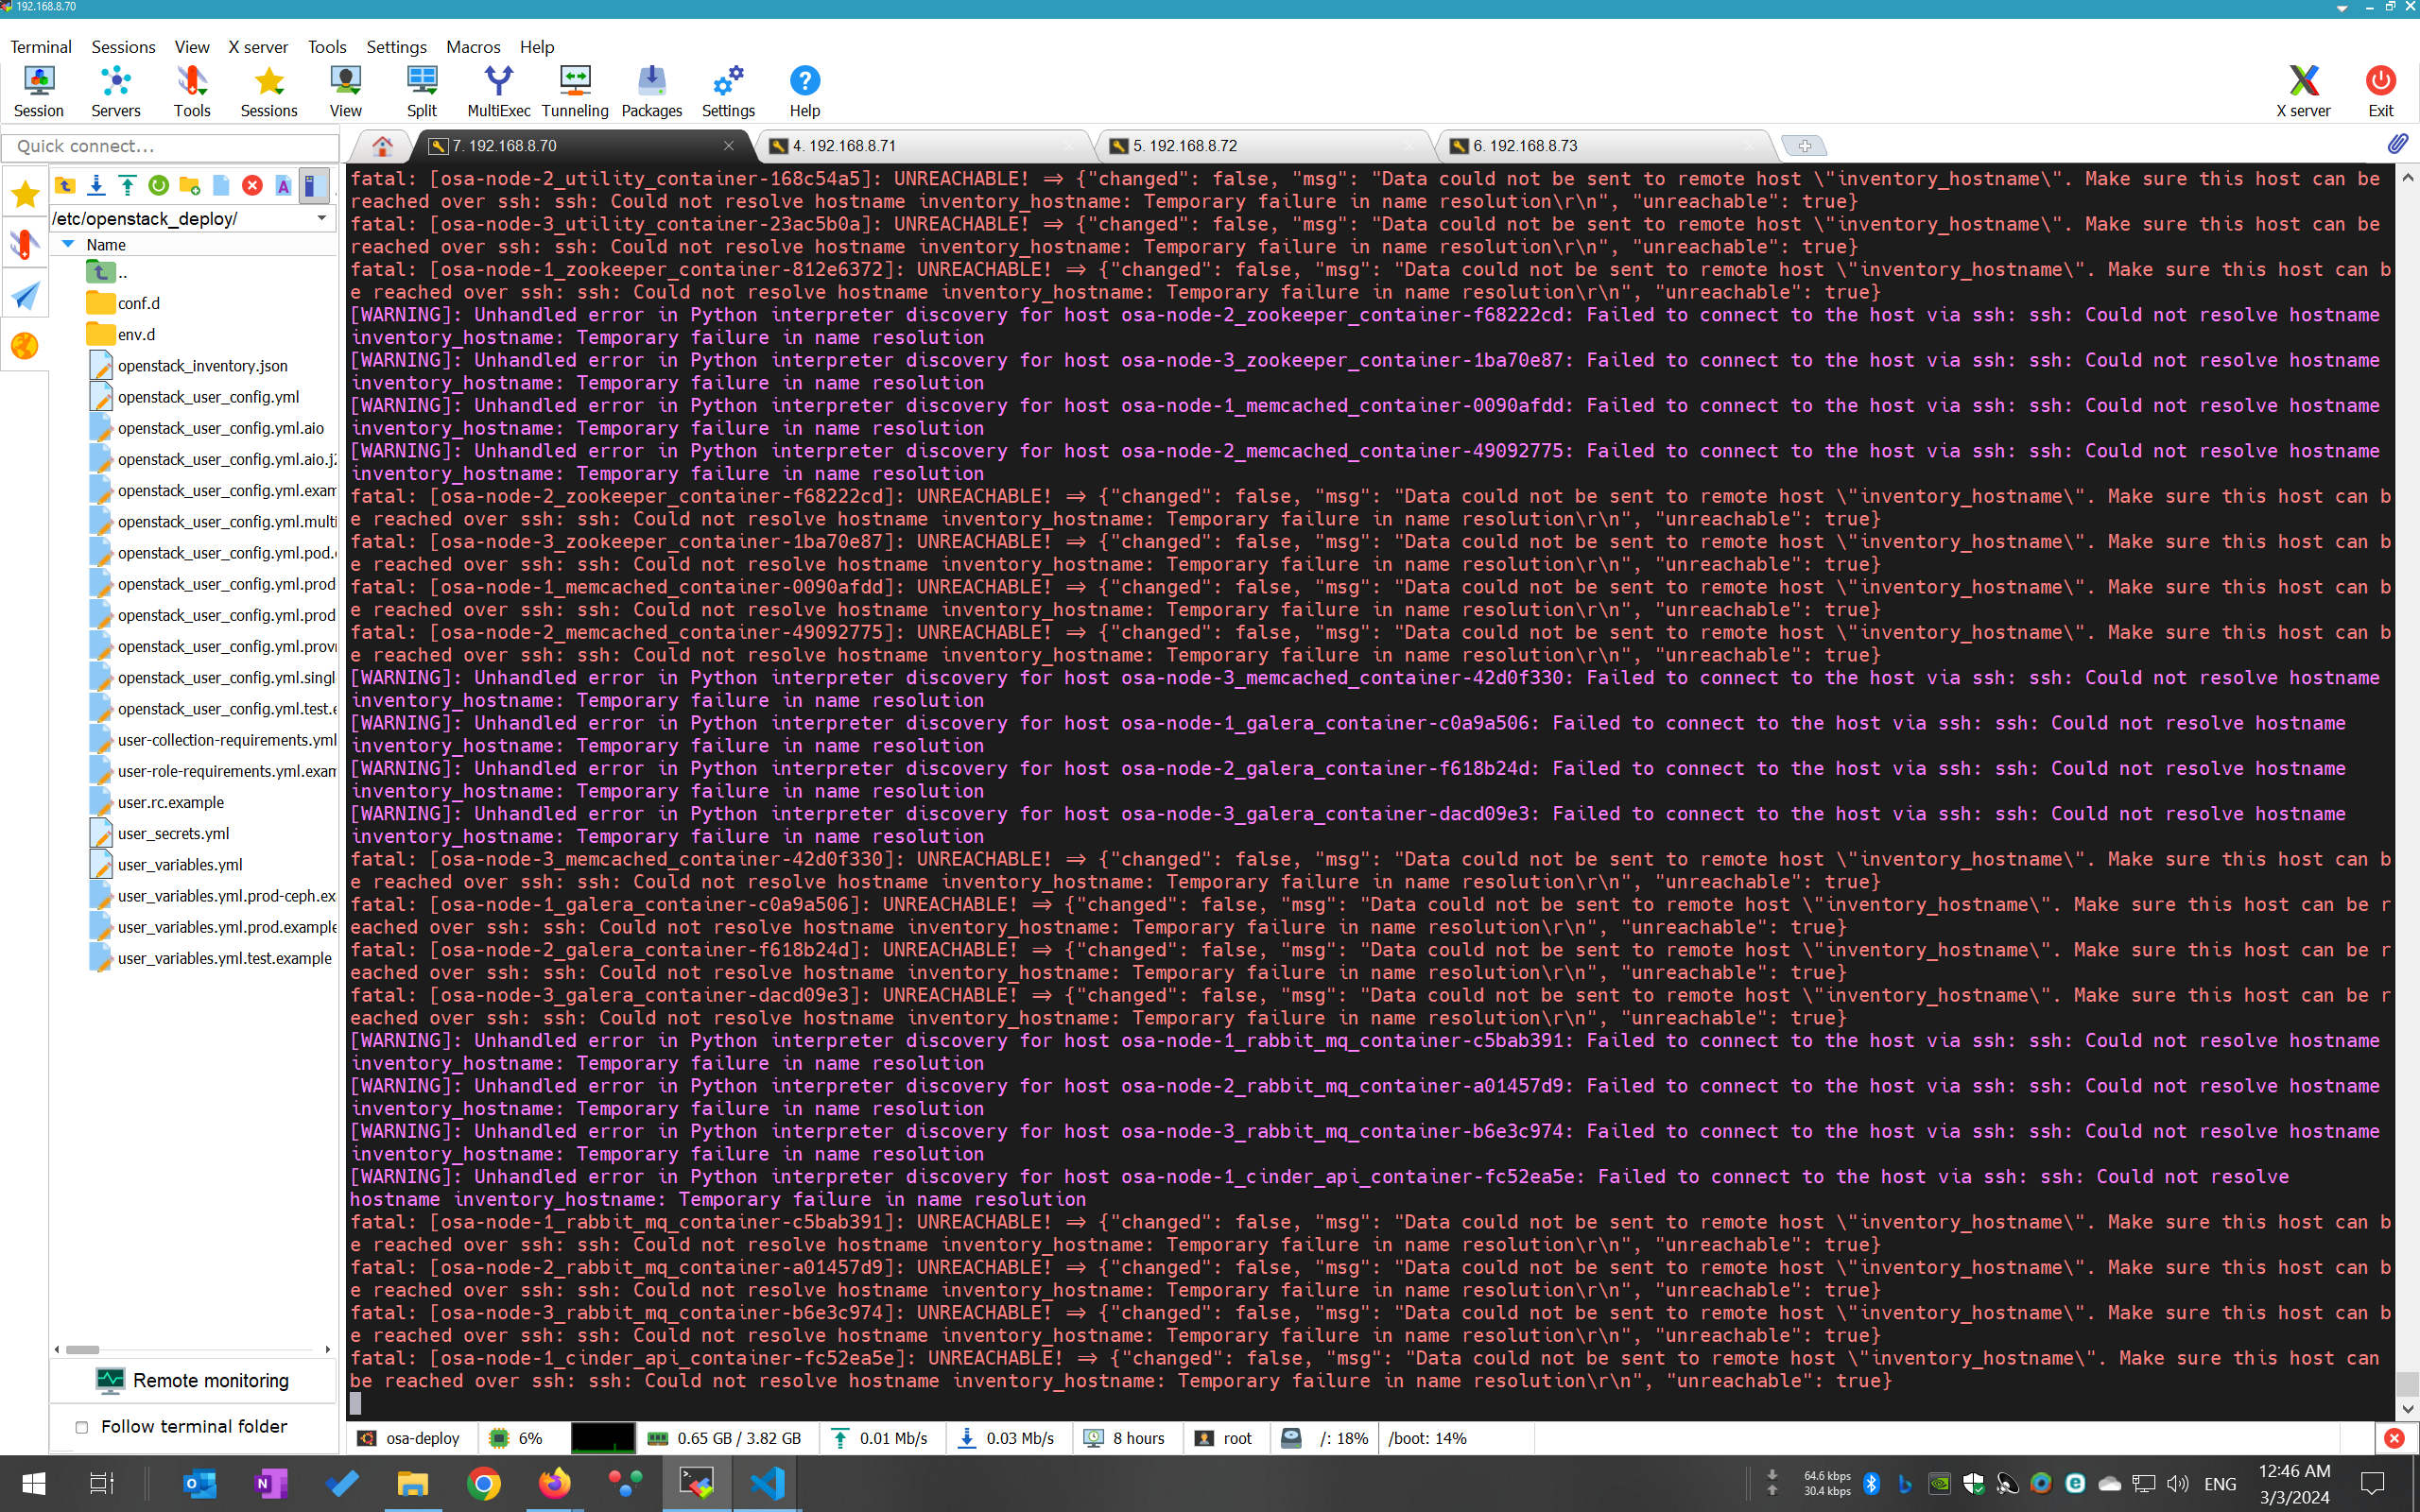 192.168.8.70
Terminal Sessions View X server Tools Settings Macros Help
Session Servers Tools Sessions View Split MultiExec Tunneling Packages Settings Help X server Exit
Quick connect...
7. 192.168.8.70 4. 192.168.8.71 5. 192.168.8.72 6. 192.168.8.73
/etc/openstack_deploy/
Name
..
conf.d
env.d
openstack_inventory.json
openstack_user_config.yml
openstack_user_config.yml.aio
openstack_user_config.yml.aio.j2
openstack_user_config.yml.exam
openstack_user_config.yml.multi
openstack_user_config.yml.pod.
openstack_user_config.yml.prod
openstack_user_config.yml.prod
openstack_user_config.yml.provi
openstack_user_config.yml.singl
openstack_user_config.yml.test.e
user-collection-requirements.yml
user-role-requirements.yml.exam
user.rc.example
user_secrets.yml
user_variables.yml
user_variables.yml.prod-ceph.ex
user_variables.yml.prod.example
user_variables.yml.test.example
Remote monitoring
Follow terminal folder
fatal: [osa-node-2_utility_container-168c54a5]: UNREACHABLE! => {"changed": false, "msg": "Data could not be sent to remote host \"inventory_hostname\". Make sure this host can be
reached over ssh: ssh: Could not resolve hostname inventory_hostname: Temporary failure in name resolution\r\n", "unreachable": true}
fatal: [osa-node-3_utility_container-23ac5b0a]: UNREACHABLE! => {"changed": false, "msg": "Data could not be sent to remote host \"inventory_hostname\". Make sure this host can be
reached over ssh: ssh: Could not resolve hostname inventory_hostname: Temporary failure in name resolution\r\n", "unreachable": true}
fatal: [osa-node-1_zookeeper_container-812e6372]: UNREACHABLE! => {"changed": false, "msg": "Data could not be sent to remote host \"inventory_hostname\". Make sure this host can b
e reached over ssh: ssh: Could not resolve hostname inventory_hostname: Temporary failure in name resolution\r\n", "unreachable": true}
[WARNING]: Unhandled error in Python interpreter discovery for host osa-node-2_zookeeper_container-f68222cd: Failed to connect to the host via ssh: ssh: Could not resolve hostname
inventory_hostname: Temporary failure in name resolution
[WARNING]: Unhandled error in Python interpreter discovery for host osa-node-3_zookeeper_container-1ba70e87: Failed to connect to the host via ssh: ssh: Could not resolve hostname
inventory_hostname: Temporary failure in name resolution
[WARNING]: Unhandled error in Python interpreter discovery for host osa-node-1_memcached_container-0090afdd: Failed to connect to the host via ssh: ssh: Could not resolve hostname
inventory_hostname: Temporary failure in name resolution
[WARNING]: Unhandled error in Python interpreter discovery for host osa-node-2_memcached_container-49092775: Failed to connect to the host via ssh: ssh: Could not resolve hostname
inventory_hostname: Temporary failure in name resolution
fatal: [osa-node-2_zookeeper_container-f68222cd]: UNREACHABLE! => {"changed": false, "msg": "Data could not be sent to remote host \"inventory_hostname\". Make sure this host can b
e reached over ssh: ssh: Could not resolve hostname inventory_hostname: Temporary failure in name resolution\r\n", "unreachable": true}
fatal: [osa-node-3_zookeeper_container-1ba70e87]: UNREACHABLE! => {"changed": false, "msg": "Data could not be sent to remote host \"inventory_hostname\". Make sure this host can b
e reached over ssh: ssh: Could not resolve hostname inventory_hostname: Temporary failure in name resolution\r\n", "unreachable": true}
fatal: [osa-node-1_memcached_container-0090afdd]: UNREACHABLE! => {"changed": false, "msg": "Data could not be sent to remote host \"inventory_hostname\". Make sure this host can b
e reached over ssh: ssh: Could not resolve hostname inventory_hostname: Temporary failure in name resolution\r\n", "unreachable": true}
fatal: [osa-node-2_memcached_container-49092775]: UNREACHABLE! => {"changed": false, "msg": "Data could not be sent to remote host \"inventory_hostname\". Make sure this host can b
e reached over ssh: ssh: Could not resolve hostname inventory_hostname: Temporary failure in name resolution\r\n", "unreachable": true}
[WARNING]: Unhandled error in Python interpreter discovery for host osa-node-3_memcached_container-42d0f330: Failed to connect to the host via ssh: ssh: Could not resolve hostname
inventory_hostname: Temporary failure in name resolution
[WARNING]: Unhandled error in Python interpreter discovery for host osa-node-1_galera_container-c0a9a506: Failed to connect to the host via ssh: ssh: Could not resolve hostname
inventory_hostname: Temporary failure in name resolution
[WARNING]: Unhandled error in Python interpreter discovery for host osa-node-2_galera_container-f618b24d: Failed to connect to the host via ssh: ssh: Could not resolve hostname
inventory_hostname: Temporary failure in name resolution
[WARNING]: Unhandled error in Python interpreter discovery for host osa-node-3_galera_container-dacd09e3: Failed to connect to the host via ssh: ssh: Could not resolve hostname
inventory_hostname: Temporary failure in name resolution
fatal: [osa-node-3_memcached_container-42d0f330]: UNREACHABLE! => {"changed": false, "msg": "Data could not be sent to remote host \"inventory_hostname\". Make sure this host can b
e reached over ssh: ssh: Could not resolve hostname inventory_hostname: Temporary failure in name resolution\r\n", "unreachable": true}
fatal: [osa-node-1_galera_container-c0a9a506]: UNREACHABLE! => {"changed": false, "msg": "Data could not be sent to remote host \"inventory_hostname\". Make sure this host can be r
eached over ssh: ssh: Could not resolve hostname inventory_hostname: Temporary failure in name resolution\r\n", "unreachable": true}
fatal: [osa-node-2_galera_container-f618b24d]: UNREACHABLE! => {"changed": false, "msg": "Data could not be sent to remote host \"inventory_hostname\". Make sure this host can be r
eached over ssh: ssh: Could not resolve hostname inventory_hostname: Temporary failure in name resolution\r\n", "unreachable": true}
fatal: [osa-node-3_galera_container-dacd09e3]: UNREACHABLE! => {"changed": false, "msg": "Data could not be sent to remote host \"inventory_hostname\". Make sure this host can be r
eached over ssh: ssh: Could not resolve hostname inventory_hostname: Temporary failure in name resolution\r\n", "unreachable": true}
[WARNING]: Unhandled error in Python interpreter discovery for host osa-node-1_rabbit_mq_container-c5bab391: Failed to connect to the host via ssh: ssh: Could not resolve hostname
inventory_hostname: Temporary failure in name resolution
[WARNING]: Unhandled error in Python interpreter discovery for host osa-node-2_rabbit_mq_container-a01457d9: Failed to connect to the host via ssh: ssh: Could not resolve hostname
inventory_hostname: Temporary failure in name resolution
[WARNING]: Unhandled error in Python interpreter discovery for host osa-node-3_rabbit_mq_container-b6e3c974: Failed to connect to the host via ssh: ssh: Could not resolve hostname
inventory_hostname: Temporary failure in name resolution
[WARNING]: Unhandled error in Python interpreter discovery for host osa-node-1_cinder_api_container-fc52ea5e: Failed to connect to the host via ssh: ssh: Could not resolve
hostname inventory_hostname: Temporary failure in name resolution
fatal: [osa-node-1_rabbit_mq_container-c5bab391]: UNREACHABLE! => {"changed": false, "msg": "Data could not be sent to remote host \"inventory_hostname\". Make sure this host can b
e reached over ssh: ssh: Could not resolve hostname inventory_hostname: Temporary failure in name resolution\r\n", "unreachable": true}
fatal: [osa-node-2_rabbit_mq_container-a01457d9]: UNREACHABLE! => {"changed": false, "msg": "Data could not be sent to remote host \"inventory_hostname\". Make sure this host can b
e reached over ssh: ssh: Could not resolve hostname inventory_hostname: Temporary failure in name resolution\r\n", "unreachable": true}
fatal: [osa-node-3_rabbit_mq_container-b6e3c974]: UNREACHABLE! => {"changed": false, "msg": "Data could not be sent to remote host \"inventory_hostname\". Make sure this host can b
e reached over ssh: ssh: Could not resolve hostname inventory_hostname: Temporary failure in name resolution\r\n", "unreachable": true}
fatal: [osa-node-1_cinder_api_container-fc52ea5e]: UNREACHABLE! => {"changed": false, "msg": "Data could not be sent to remote host \"inventory_hostname\". Make sure this host can
be reached over ssh: ssh: Could not resolve hostname inventory_hostname: Temporary failure in name resolution\r\n", "unreachable": true}
osa-deploy 6% 0.65 GB / 3.82 GB 0.01 Mb/s 0.03 Mb/s 8 hours root /: 18% /boot: 14%
64.6 kbps
30.4 kbps
ENG
12:46 AM
3/3/2024